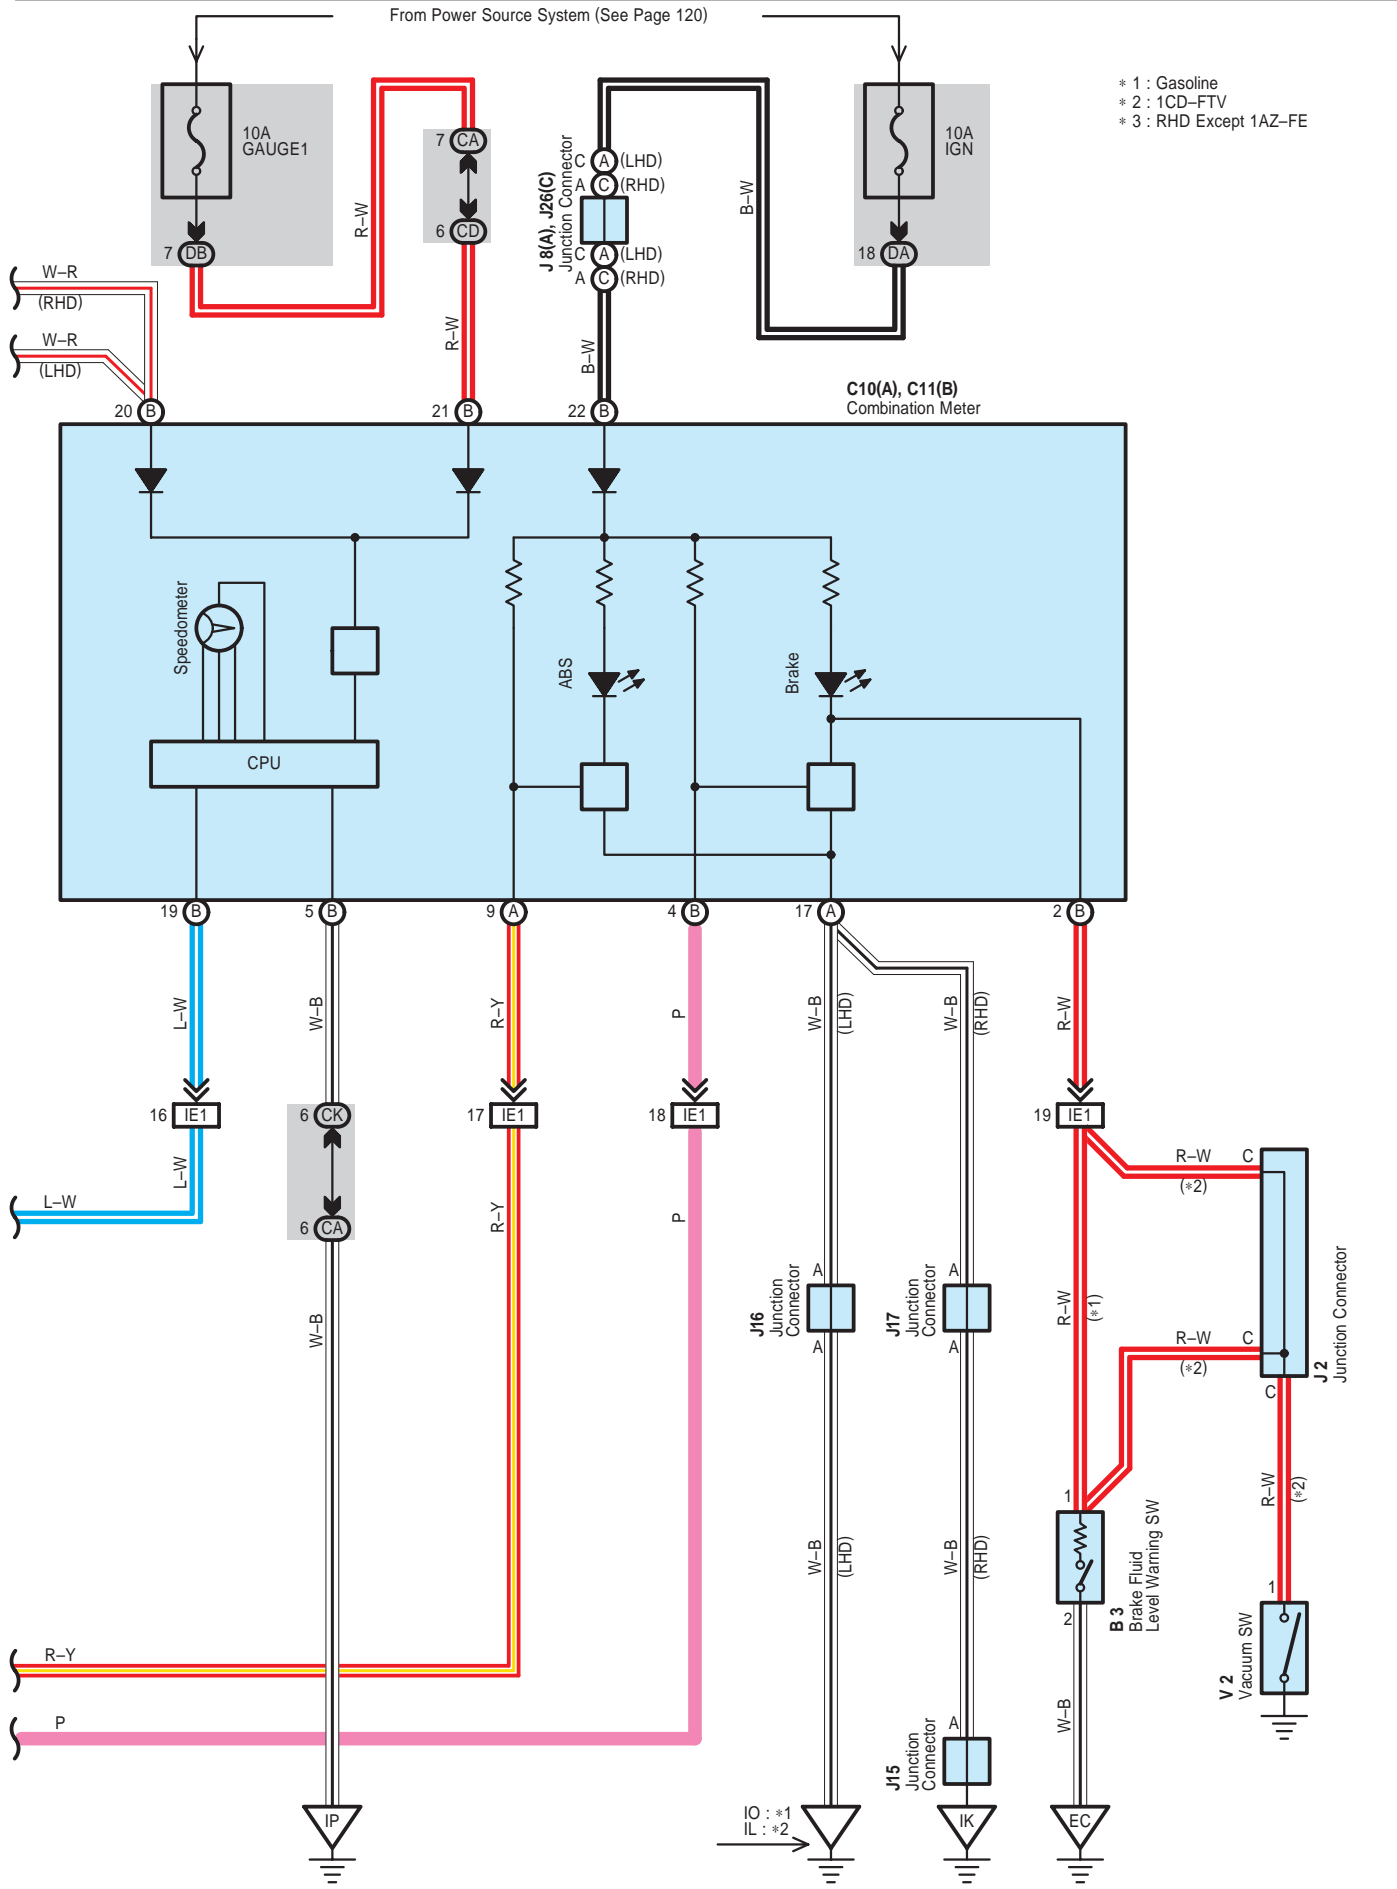 From Power Source System (See Page 120)
∗ 1 : Gasoline
∗ 2 : 1CD–FTV
∗ 3 : RHD Except 1AZ–FE
10A
GAUGE1
7 DB
R–W
7 CA
6 CD
R–W
J 8(A), J26(C)
Junction Connector
C A (LHD)
A C (RHD)
C A (LHD)
A C (RHD)
B–W
B–W
10A
IGN
18 DA
W–R
(RHD)
W–R
(LHD)
C10(A), C11(B)
Combination Meter
20 B
21 B
22 B
Speedometer
CPU
ABS
Brake
19 B
5 B
9 A
4 B
17 A
2 B
L–W
W–B
R–Y
P
W–B
(LHD)
W–B
(RHD)
R–W
16 IE1
6 CK
17 IE1
18 IE1
19 IE1
L–W
L–W
6 CA
R–Y
P
R–W C
(∗2)
W–B
A
J16
Junction
Connector
A
A
J17
Junction
Connector
A
R–W
(∗1)
R–W C
(∗2)
J 2
Junction Connector
C
R–W
(∗2)
W–B
(LHD)
W–B
(RHD)
1
B 3
Brake Fluid
Level Warning SW
2
1
V 2
Vacuum SW
R–Y
P
W–B
A
J15
Junction
Connector
IP
IO : ∗1
IL : ∗2
IK
EC